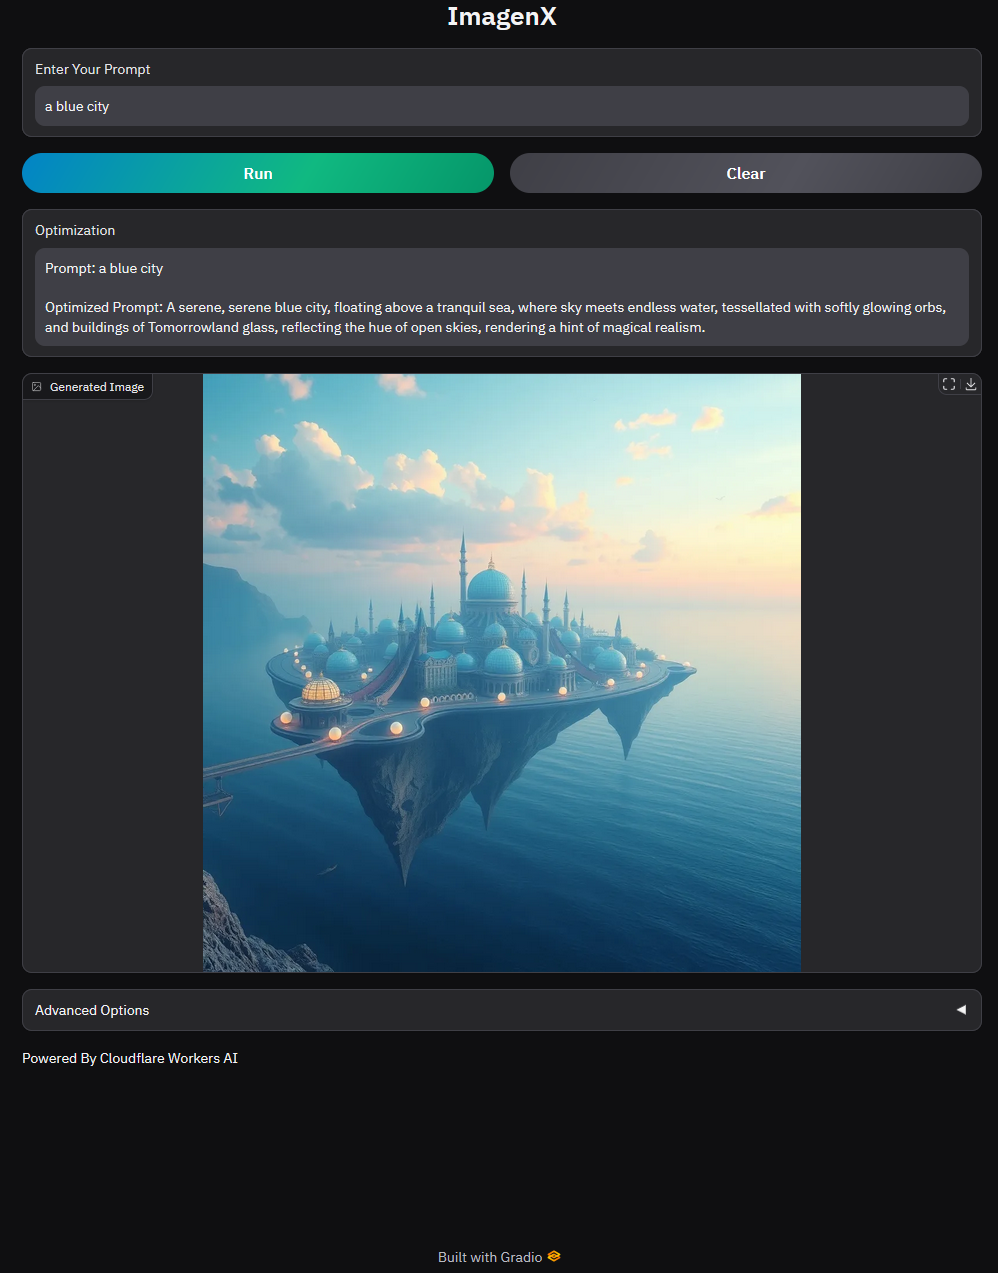 ImagenX
Enter Your Prompt
a blue city
Run
Clear
Optimization
Prompt: a blue city
Optimized Prompt: A serene, serene blue city, floating above a tranquil sea, where sky meets endless water, tessellated with softly glowing orbs,
and buildings of Tomorrowland glass, reflecting the hue of open skies, rendering a hint of magical realism.
Generated Image
Advanced Options
Powered By Cloudflare Workers AI
Built with Gradio